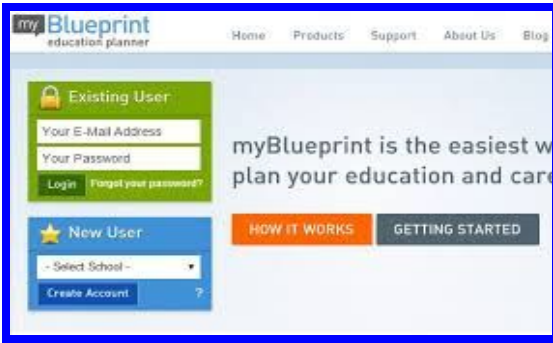 my Blueprint
education planner
Home Products Support About Us Blog
Existing User
Your E-Mail Address
Your Password
Login Forgot your password?
myBlueprint is the easiest w
plan your education and care
HOW IT WORKS GETTING STARTED
New User
- Select School -
Create Account ?